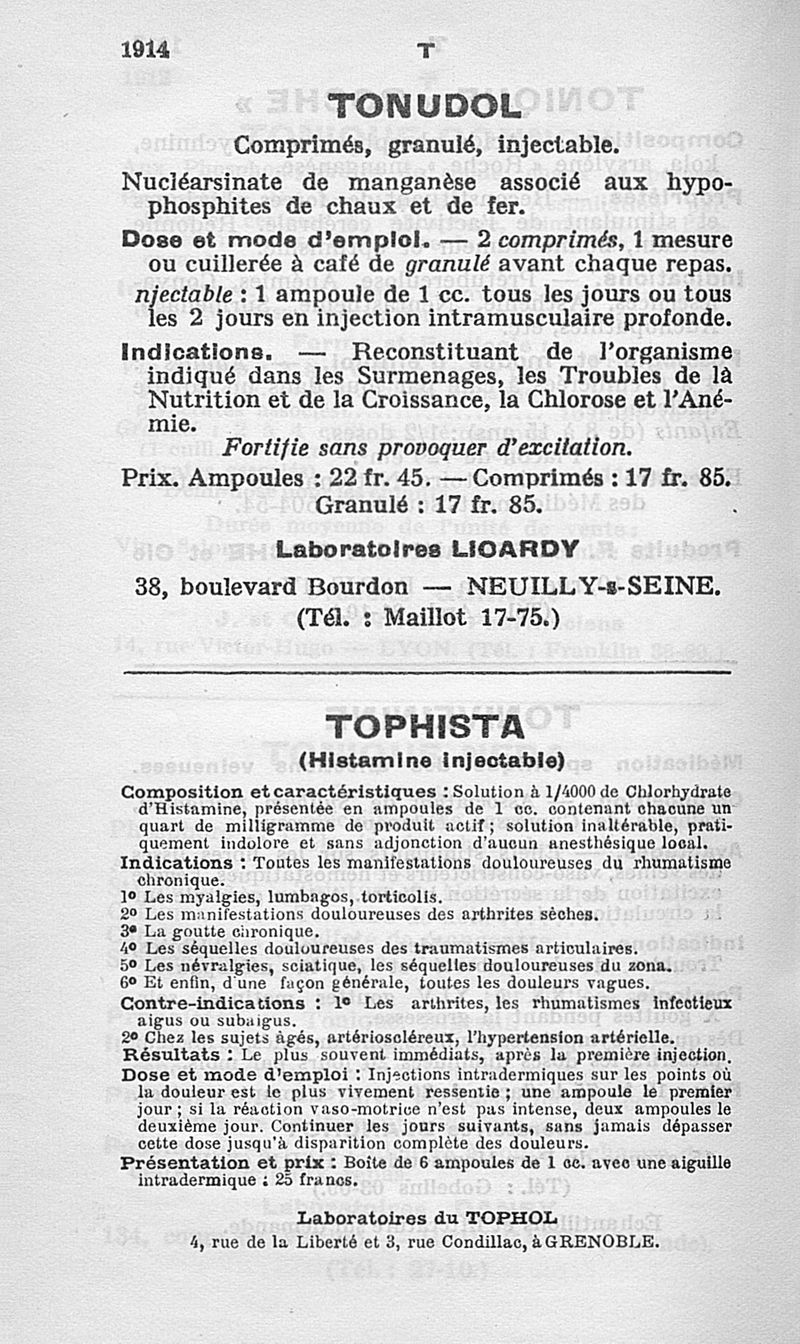 1914
T
TONUDOL
Comprimés, granulé, injectable.
Nucléarsinate de manganèse associé aux hypo-
phosphites de chaux et de fer.
Dose et mode d'emploi. — 2 comprimés, 1 mesure
ou cuillerée à café de granulé avant chaque repas.
njectable : 1 ampoule de 1 cc. tous les jours ou tous
les 2 jours en injection intramusculaire profonde.
Indications. — Reconstituant de l'organisme
indiqué dans les Surmenages, les Troubles de là
Nutrition et de la Croissance, la Chlorose et l'Ané-
mie.
Fortifie sans provoquer d'excitation.
Prix. Ampoules : 22 fr. 45. — Comprimés : 17 fr. 85.
Granulé : 17 fr. 85.
Laboratoires LICARDY
38, boulevard Bourdon — NEUILLY-s-SEINE.
(Tél. : Maillot 17-75.)
TOPHISTA
(Histamine injectable)
Composition et caractéristiques : Solution à 1/4000 de Chlorhydrate
d'Histamine, présentée en ampoules de 1 cc. contenant chacune un
quart de milligramme de produit actif ; solution inaltérable, prati-
quement indolore et sans adjonction d'aucun anesthésique local.
Indications : Toutes les manifestations douloureuses du rhumatisme
chronique.
1º Les myalgies, lumbagos, torticolis.
2º Les manifestations douloureuses des arthrites sèches.
3º La goutte chronique.
4º Les séquelles douloureuses des traumatismes articulaires.
5º Les névralgies, sciatique, les séquelles douloureuses du zona.
6º Et enfin, d'une façon générale, toutes les douleurs vagues.
Contre-indications : 1º Les arthrites, les rhumatismes infectieux
aigus ou subaigus.
2º Chez les sujets âgés, artérioscléreux, l'hypertension artérielle.
Résultats : Le plus souvent immédiats, après la première injection.
Dose et mode d'emploi : Injections intradermiques sur les points où
la douleur est le plus vivement ressentie ; une ampoule le premier
jour ; si la réaction vaso-motrice n'est pas intense, deux ampoules le
deuxième jour. Continuer les jours suivants, sans jamais dépasser
cette dose jusqu'à disparition complète des douleurs.
Présentation et prix : Boîte de 6 ampoules de 1 cc. avec une aiguille
intradermique : 25 francs.
Laboratoires du TOPHOL
4, rue de la Liberté et 3, rue Condillac, à GRENOBLE.